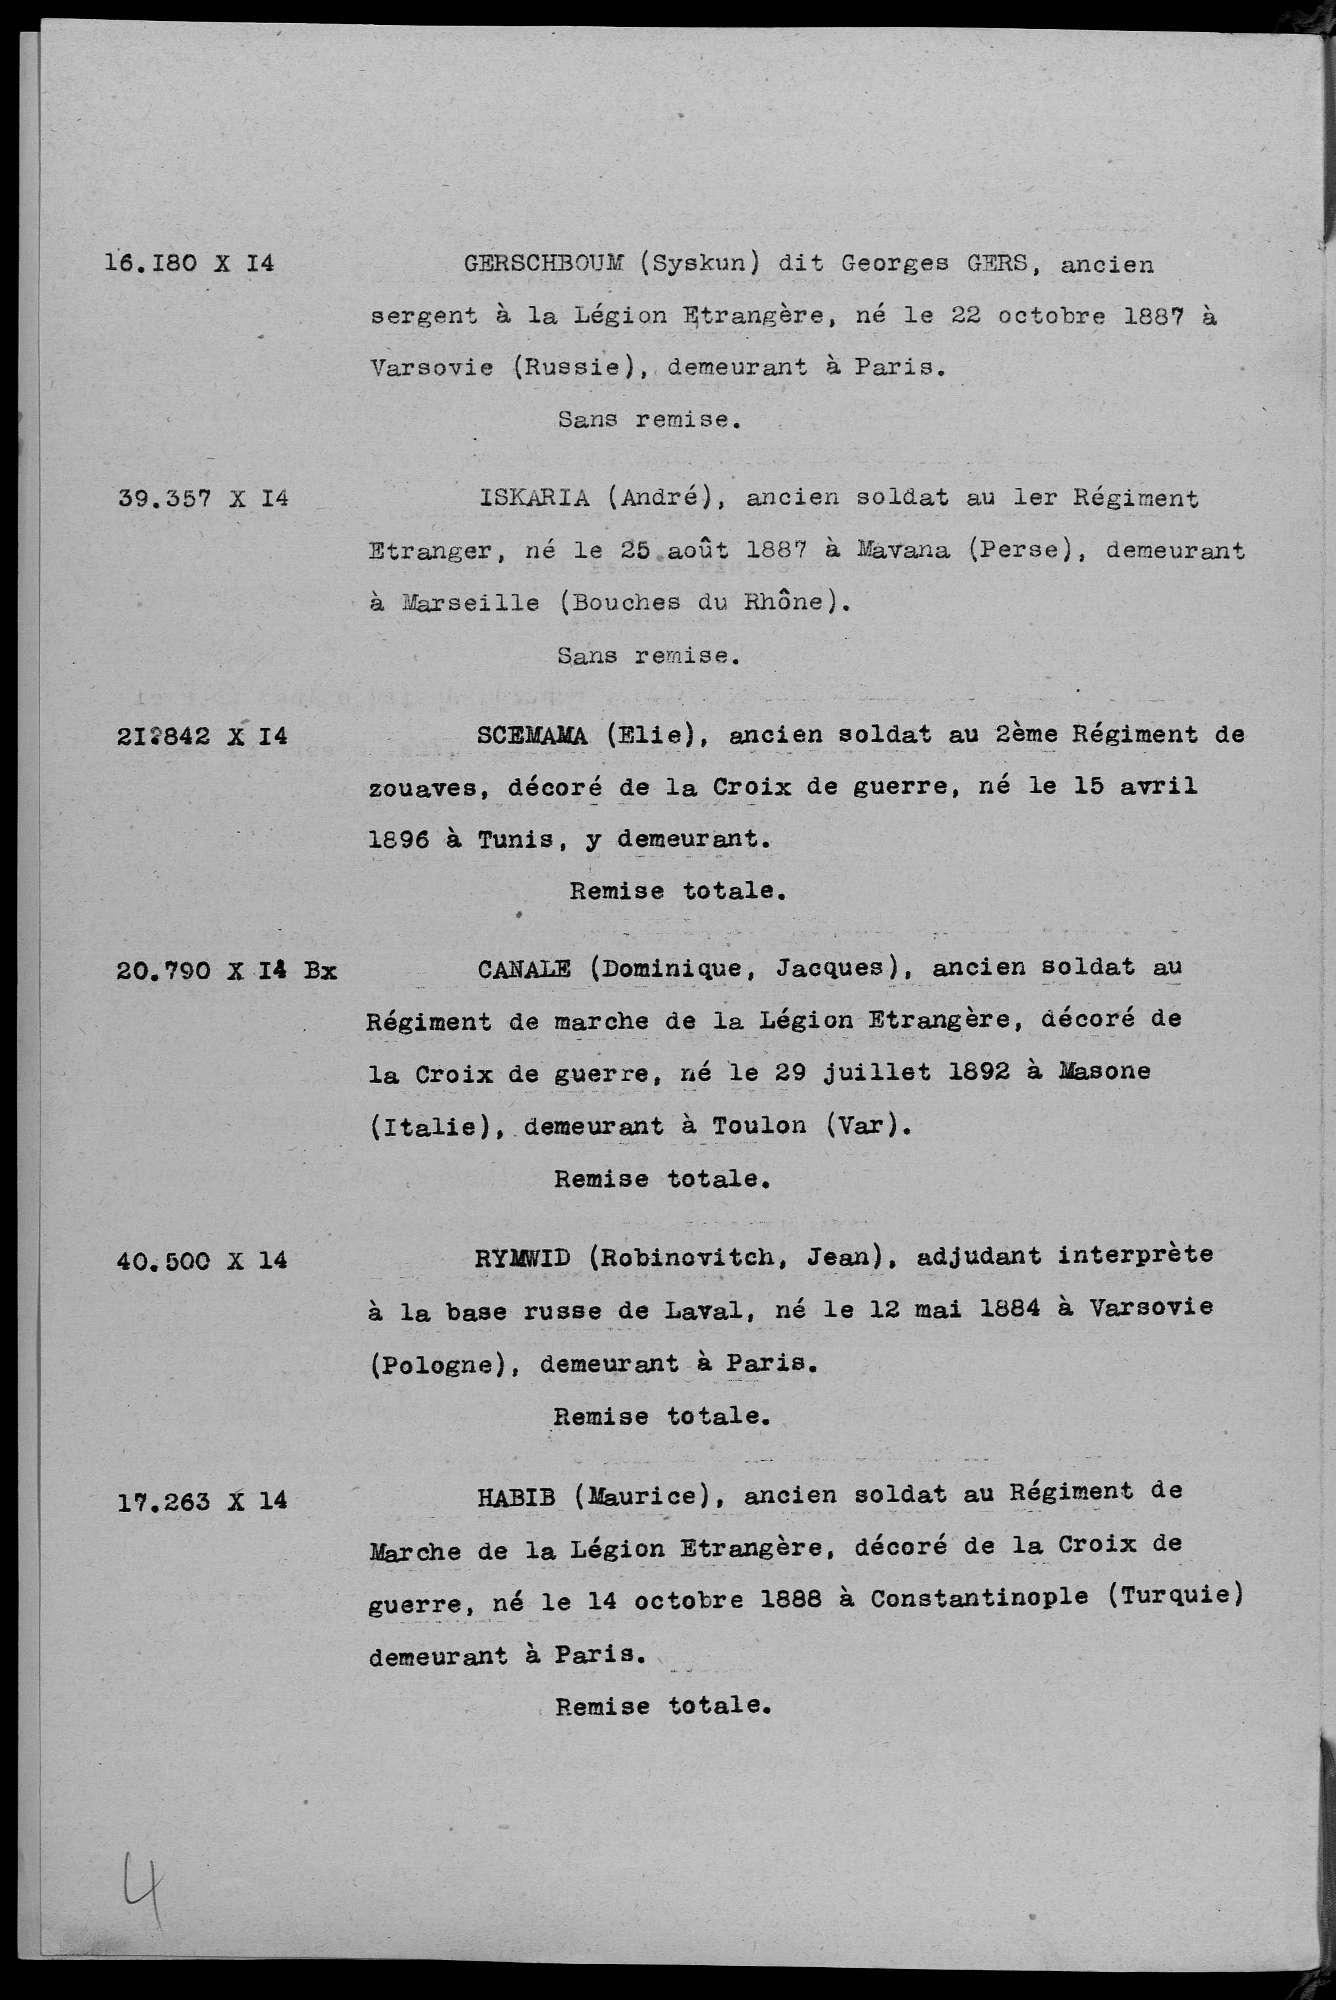 16.I80 X I4 GERSCHBOUM (Syskun) dit Georges GERS, ancien
sergent à la Légion Etrangère, né le 22 octobre 1887 à
Varsovie (Russie), demeurant à Paris.
Sans remise.
39.357 X I4 ISKARIA (André), ancien soldat au 1er Régiment
Etranger, né le 25 août 1887 à Mavana (Perse), demeurant
à Marseille (Bouches du Rhône).
Sans remise.
2I.842 X I4 SCEMAMA (Elie), ancien soldat au 2ème Régiment de
zouaves, décoré de la Croix de guerre, né le 15 avril
1896 à Tunis, y demeurant.
Remise totale.
20.790 X I4 Bx CANALE (Dominique, Jacques), ancien soldat au
Régiment de marche de la Légion Etrangère, décoré de
la Croix de guerre, né le 29 juillet 1892 à Masone
(Italie), demeurant à Toulon (Var).
Remise totale.
40.500 X 14 RYMWID (Robinovitch, Jean), adjudant interprète
à la base russe de Laval, né le 12 mai 1884 à Varsovie
(Pologne), demeurant à Paris.
Remise totale.
17.263 X 14 HABIB (Maurice), ancien soldat au Régiment de
Marche de la Légion Etrangère, décoré de la Croix de
guerre, né le 14 octobre 1888 à Constantinople (Turquie)
demeurant à Paris.
Remise totale.
4